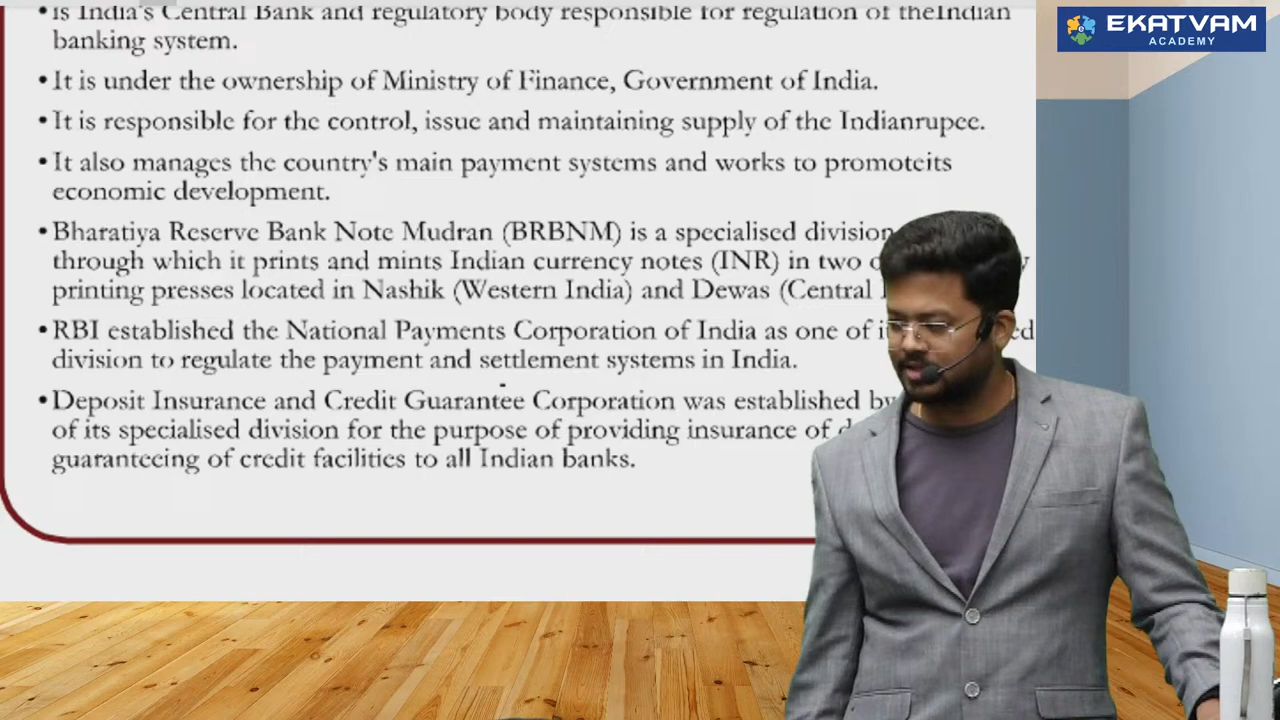 • is India's Central Bank and regulatory body responsible for regulation of theIndian
banking system.
• It is under the ownership of Ministry of Finance, Government of India.
• It is responsible for the control, issue and maintaining supply of the Indianrupee.
• It also manages the country's main payment systems and works to promoteits
economic development.
• Bharatiya Reserve Bank Note Mudran (BRBNM) is a specialised division
through which it prints and mints Indian currency notes (INR) in two
printing presses located in Nashik (Western India) and Dewas (Central
• RBI established the National Payments Corporation of India as one of
division to regulate the payment and settlement systems in India.
• Deposit Insurance and Credit Guarantee Corporation was established by
of its specialised division for the purpose of providing insurance of
guaranteeing of credit facilities to all Indian banks.
EKATVAM
ACADEMY